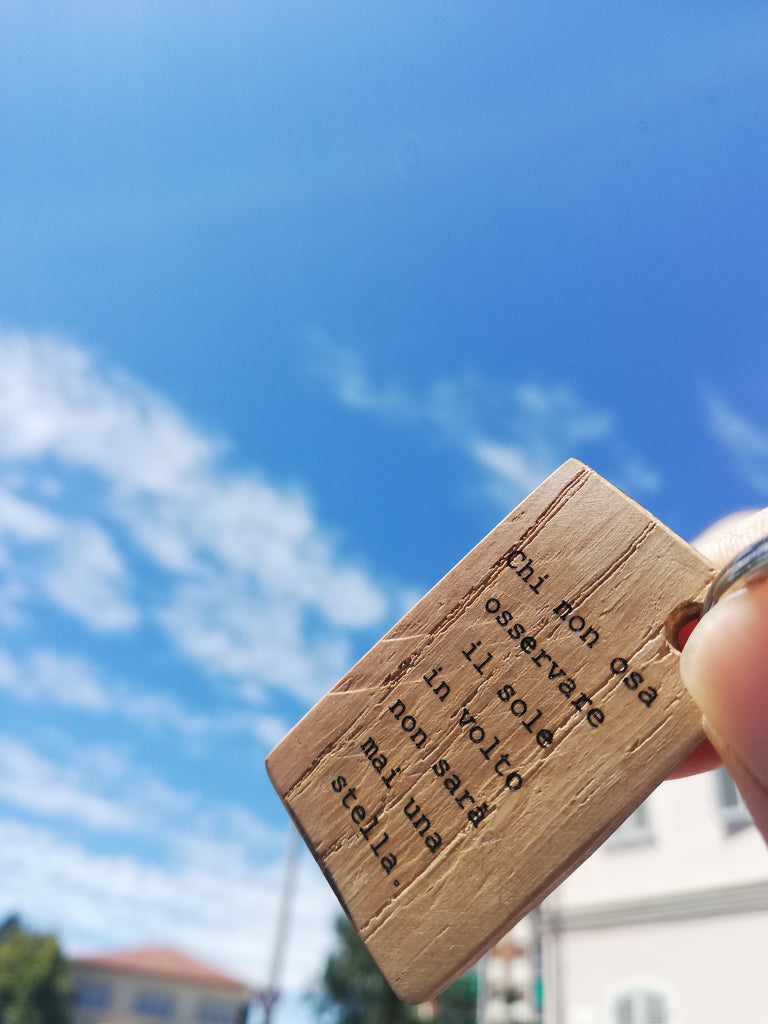 Chi non osa
osservare
il sole
in volto
non sarà
mai una
stella.